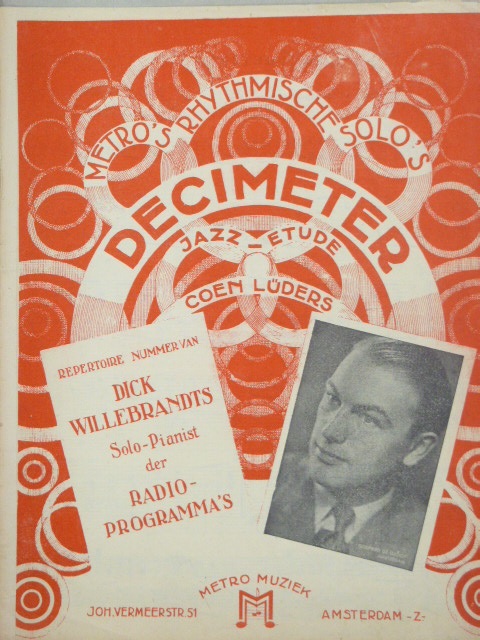 METRO'S RHYTHMISCHE SOLO'S
DECIMETER
JAZZ-ETUDE
COEN LÜDERS
REPERTOIRE NUMMER VAN
DICK
WILLEBRANDTS
Solo-Pianist
der
RADIO-
PROGRAMMA'S
METRO MUZIEK
M
JOH. VERMEERSTR. 51
AMSTERDAM -Z-